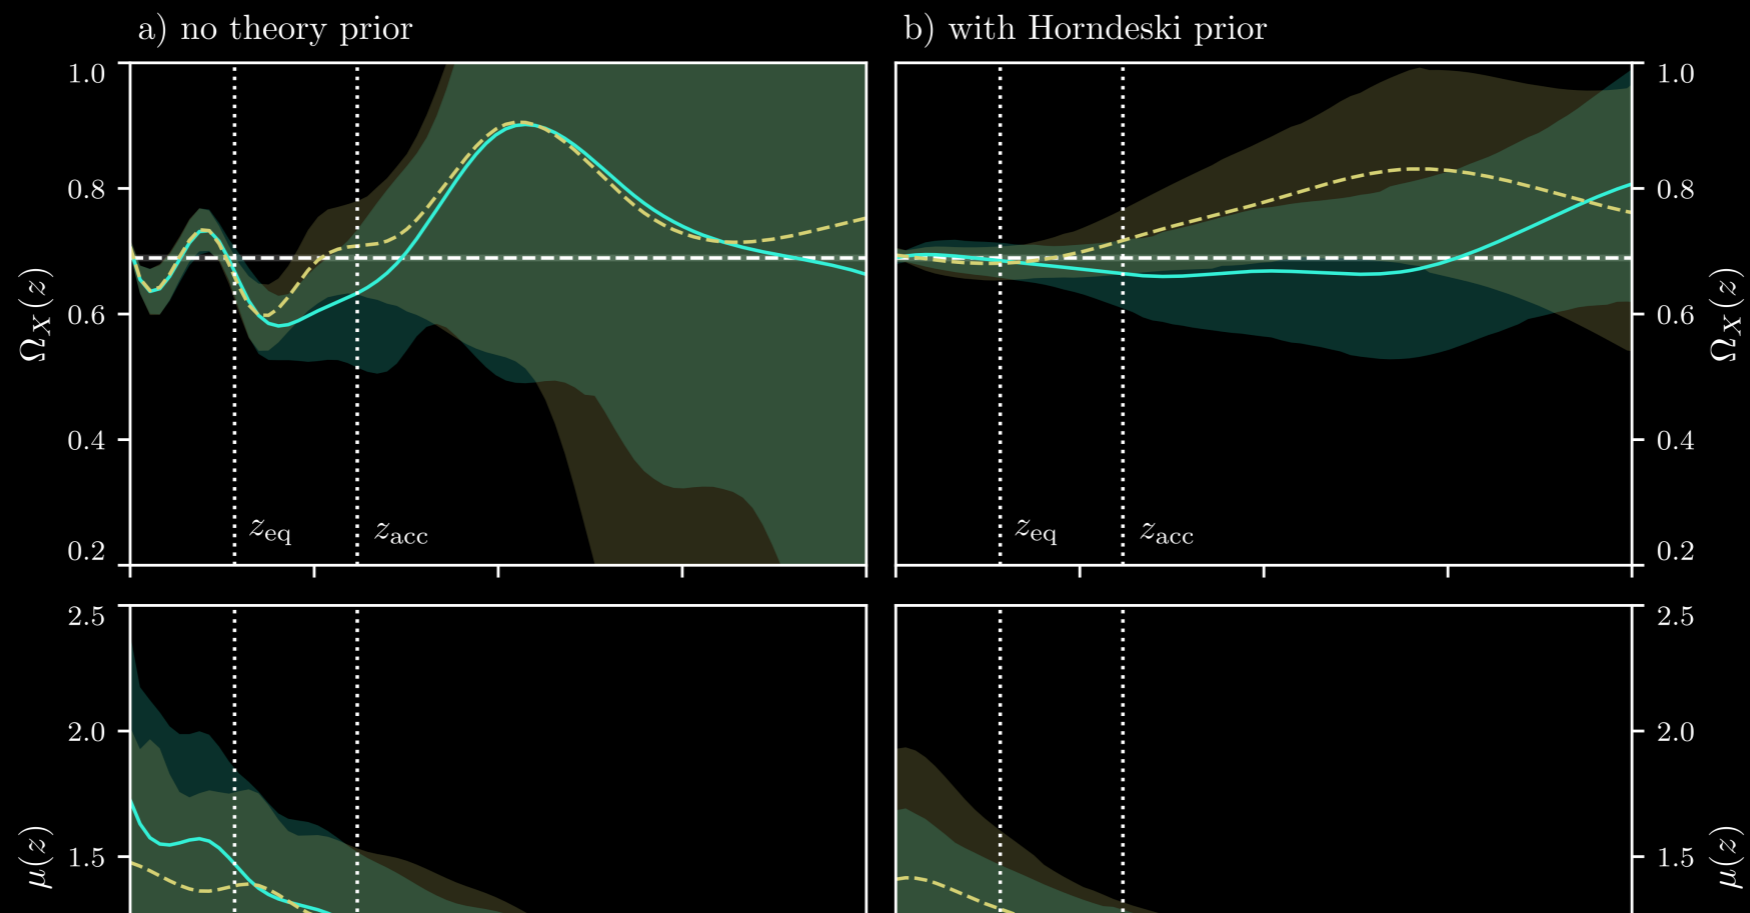 a) no theory prior
b) with Horndeski prior
1.0
0.8
0.6
0.4
0.2
Ω_X(z)
z_eq
z_acc
z_eq
z_acc
1.0
0.8
0.6
0.4
0.2
Ω_X(z)
2.5
2.0
1.5
μ(z)
2.5
2.0
1.5
μ(z)